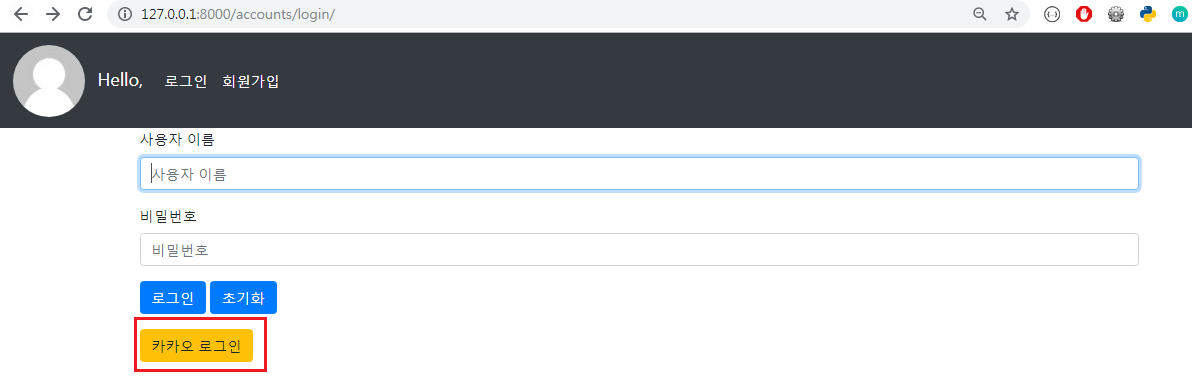 127.0.0.1:8000/accounts/login/
Hello, 로그인 회원가입
사용자 이름
사용자 이름
비밀번호
비밀번호
로그인 초기화
카카오 로그인
m